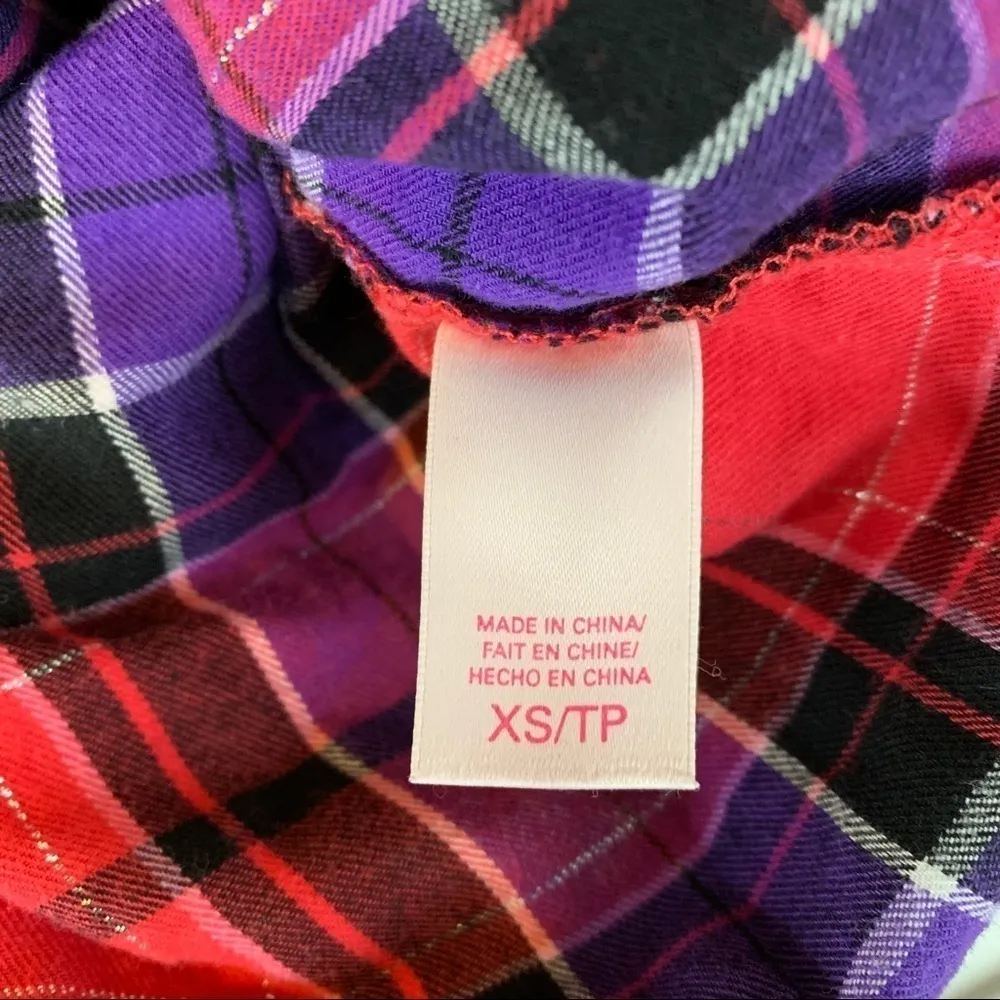 MADE IN CHINA/
FAIT EN CHINE/
HECHO EN CHINA
XS/TP